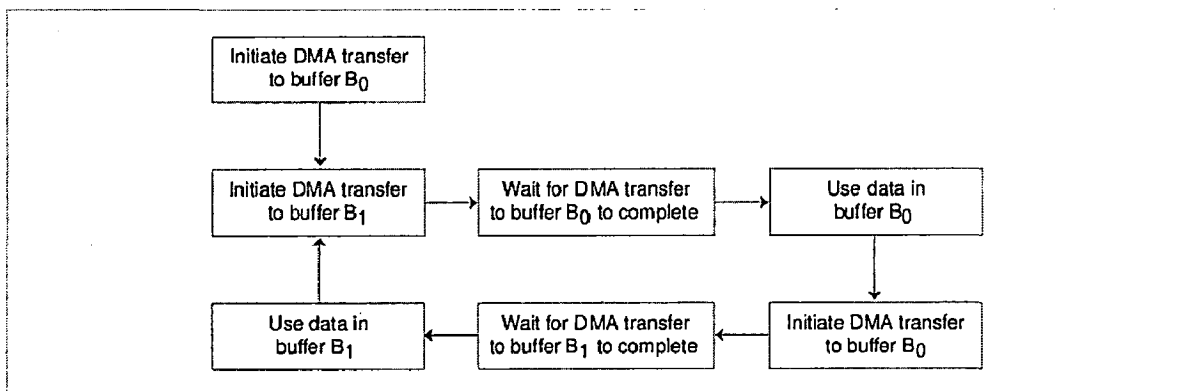 Initiate DMA transfer
to buffer B0
Initiate DMA transfer
to buffer B1
Wait for DMA transfer
to buffer B0 to complete
Use data in
buffer B0
Use data in
buffer B1
Wait for DMA transfer
to buffer B1 to complete
Initiate DMA transfer
to buffer B0